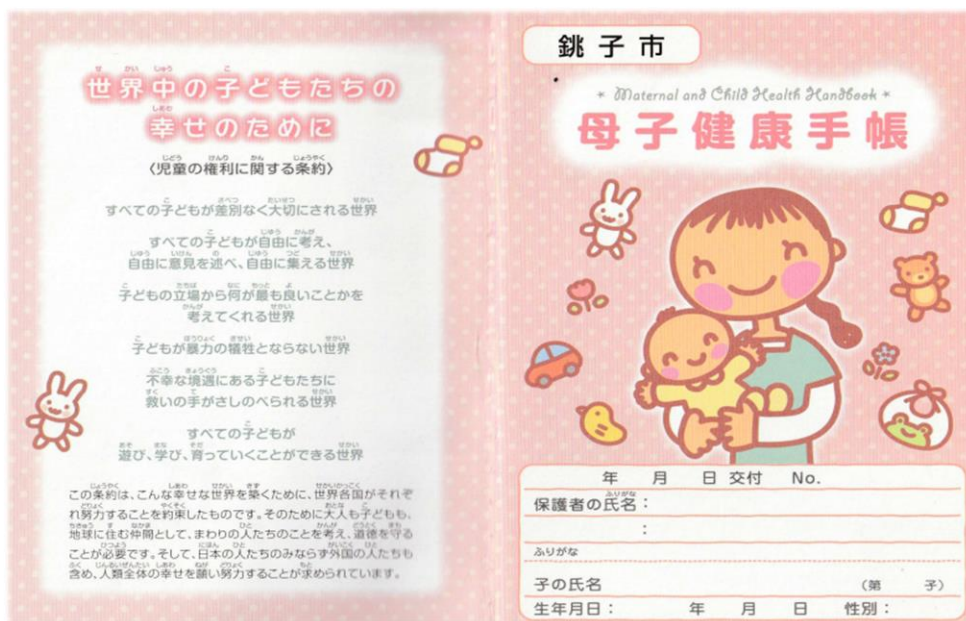 世界中の子どもたちの
幸せのために
〈児童の権利に関する条約〉
すべての子どもが差別なく大切にされる世界
すべての子どもが自由に考え、
自由に意見を述べ、自由に集える世界
子どもの立場から何が最も良いことかを
考えてくれる世界
子どもが暴力の犠牲とならない世界
不幸な境遇にある子どもたちに
救いの手がさしのべられる世界
すべての子どもが
遊び、学び、育っていくことができる世界
この条約は、こんな幸せな世界を築くために、世界各国がそれぞ
れ努力することを約束したものです。そのために大人も子どもも、
地球に住む仲間として、まわりの人たちのことを考え、道徳を守る
ことが必要です。そして、日本の人たちのみならず外国の人たちも
含め、人類全体の幸せを願い努力することが求められています。
銚子市
* Maternal and Child Health Handbook *
母子健康手帳
年 月 日 交付 No.
保護者の氏名:
:
ふりがな
子の氏名 (第 子)
生年月日: 年 月 日 性別: